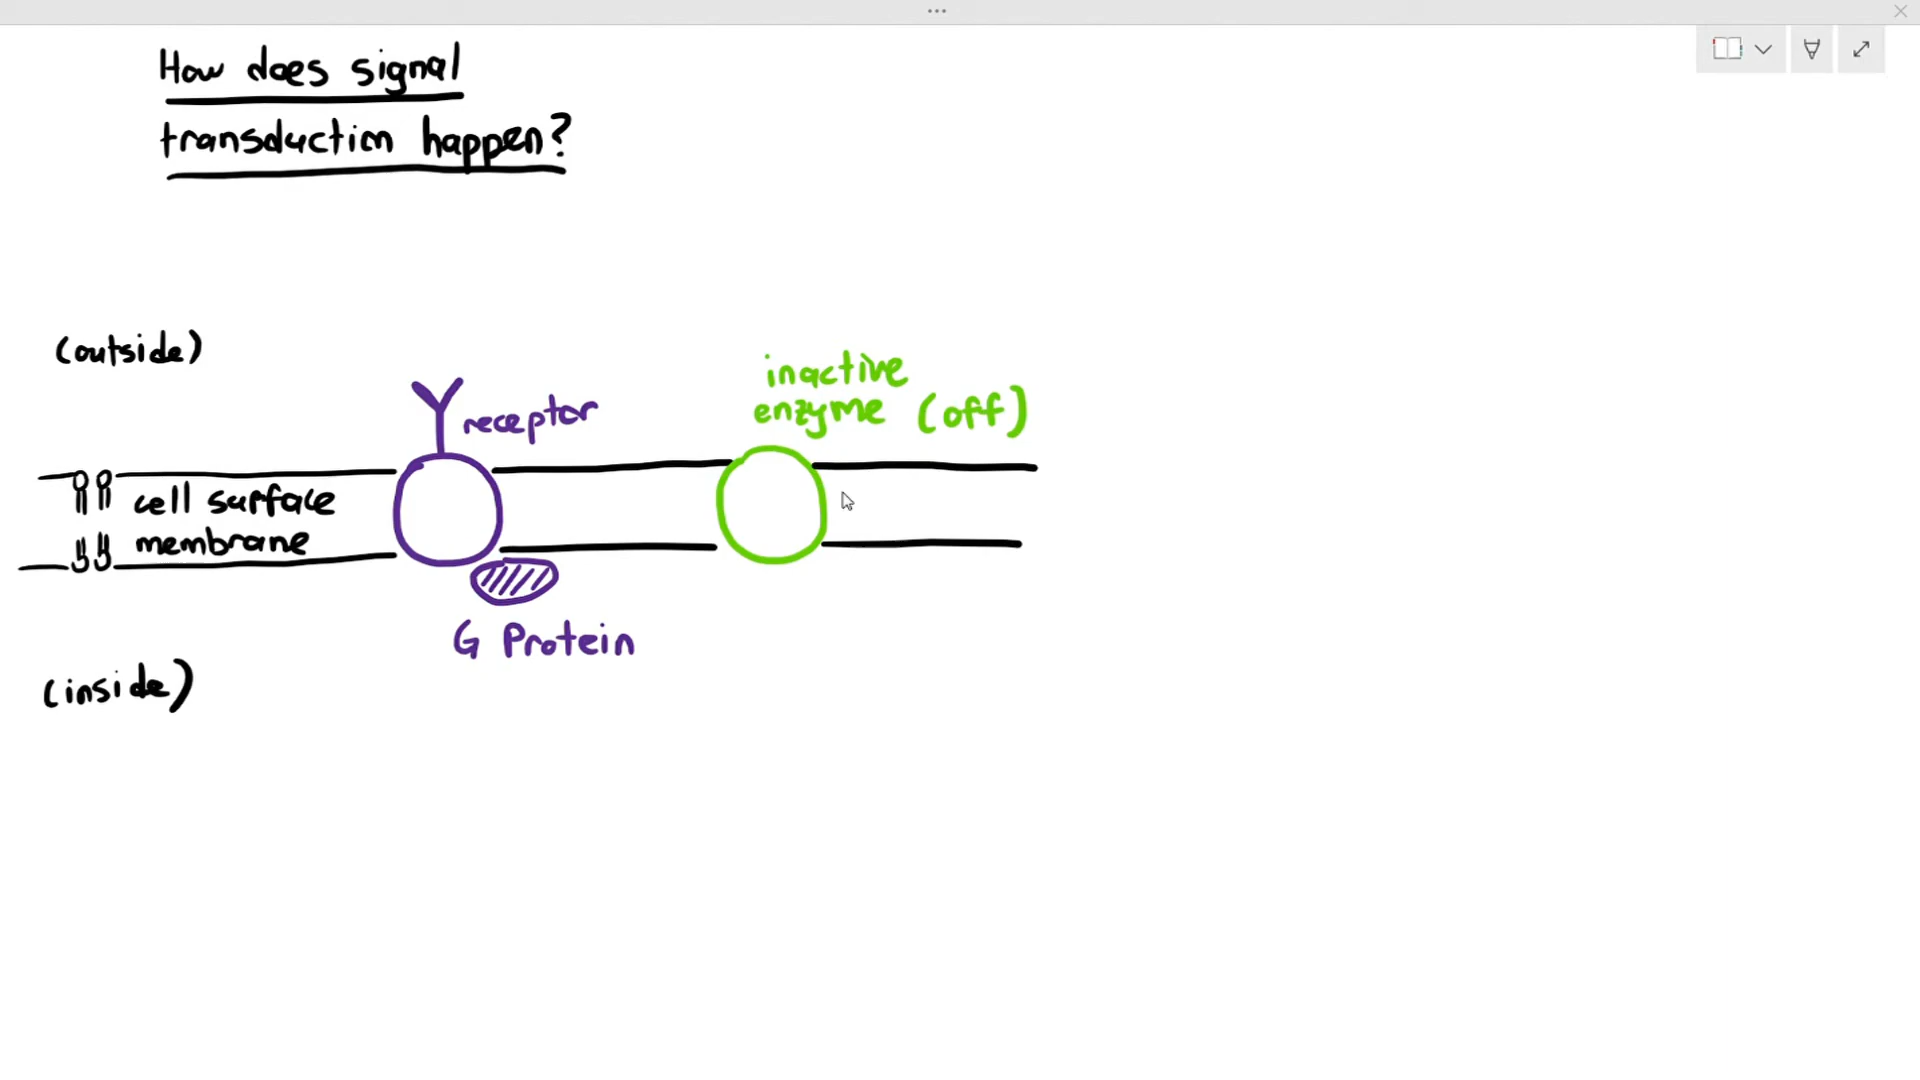 How does signal
transduction happen?
(outside)
inactive
enzyme (off)
receptor
cell surface
membrane
G Protein
(inside)